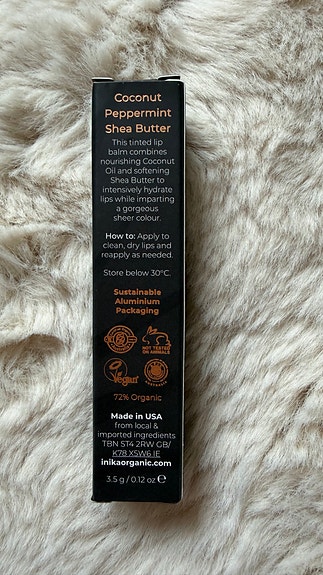 Coconut
Peppermint
Shea Butter
This tinted lip
balm combines
nourishing Coconut
Oil and softening
Shea Butter to
intensively hydrate
lips while imparting
a gorgeous
sheer colour.
How to: Apply to
clean, dry lips and
reapply as needed.
Store below 30°C.
Sustainable
Aluminium
Packaging
NOT TESTED
ON ANIMALS
Vegan
AUSTRALIA
72% Organic
Made in USA
from local &
imported ingredients
TBN ST4 2RW GB/
K78 X5W6 IE
inikaorganic.com
3.5 g / 0.12 oz ℮